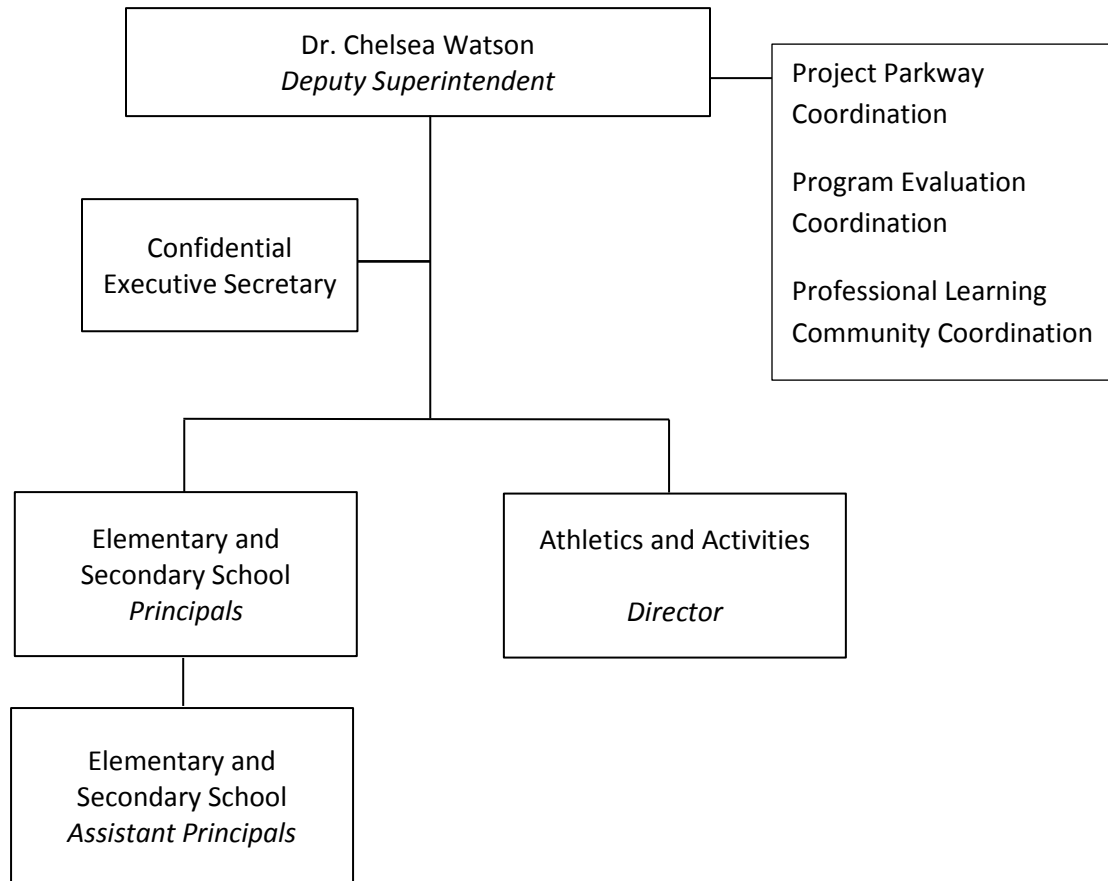 Dr. Chelsea Watson
Deputy Superintendent
Project Parkway
Coordination
Program Evaluation
Coordination
Professional Learning
Community Coordination
Confidential
Executive Secretary
Elementary and
Secondary School
Principals
Athletics and Activities
Director
Elementary and
Secondary School
Assistant Principals